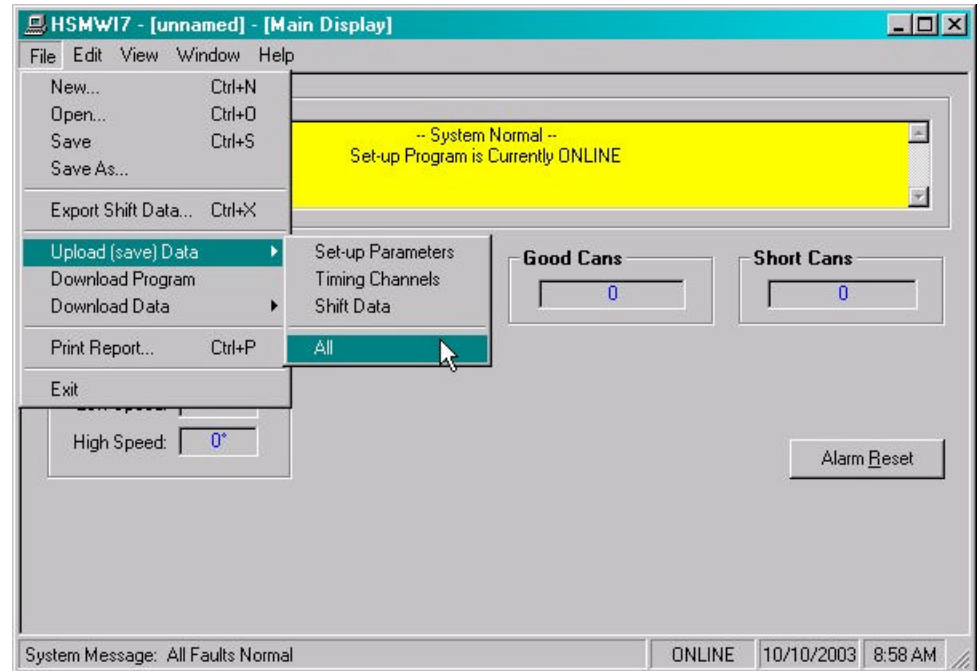 HSMWI7 - [unnamed] - [Main Display]
File Edit View Window Help
New... Ctrl+N
Open... Ctrl+O
Save Ctrl+S
Save As...
Export Shift Data... Ctrl+X
Upload (save) Data
Download Program
Download Data
Print Report... Ctrl+P
Exit
Set-up Parameters
Timing Channels
Shift Data
All
-- System Normal --
Set-up Program is Currently ONLINE
Good Cans
0
Short Cans
0
High Speed: 0°
Alarm Reset
System Message: All Faults Normal ONLINE 10/10/2003 8:58 AM